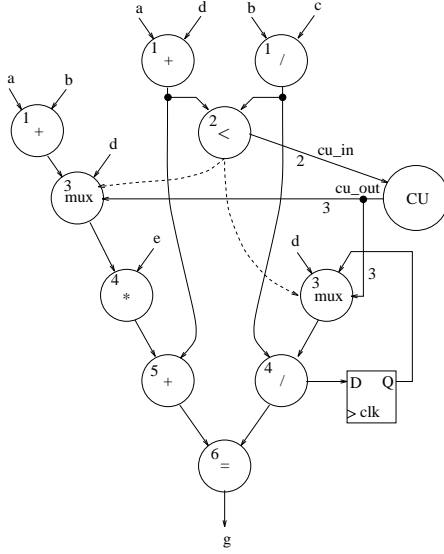 a d b c
1 + 1 /
a b
1 + 2 < cu_in
d 2
3 mux cu_out CU
3
e d
4 * 3 mux 3
5 + 4 / D Q
clk
6 =
g